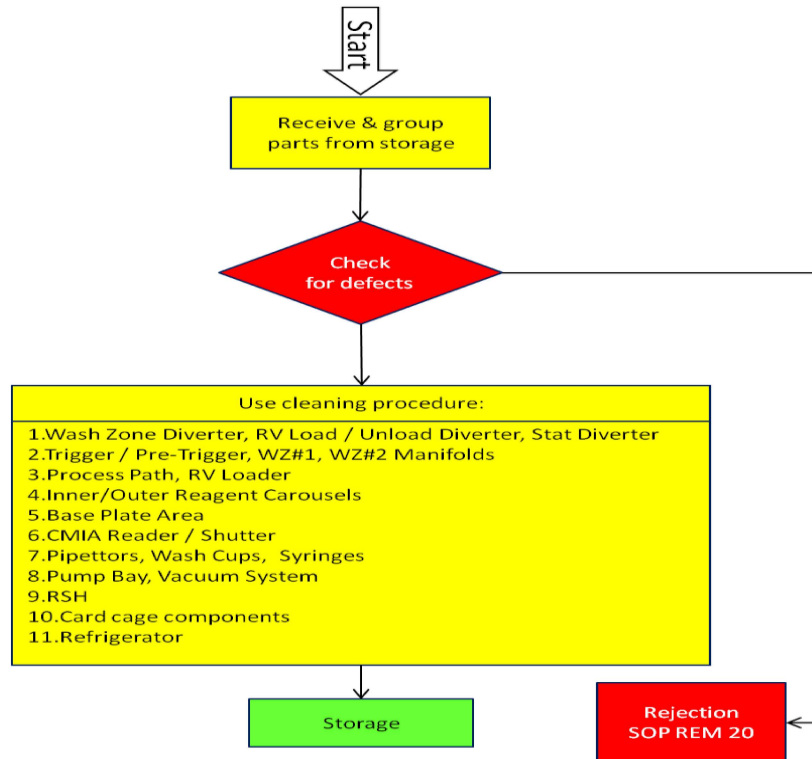 Start
Receive & group
parts from storage
Check
for defects
Use cleaning procedure:
1.Wash Zone Diverter, RV Load / Unload Diverter, Stat Diverter
2.Trigger / Pre-Trigger, WZ#1, WZ#2 Manifolds
3.Process Path, RV Loader
4.Inner/Outer Reagent Carousels
5.Base Plate Area
6.CMIA Reader / Shutter
7.Pipettors, Wash Cups, Syringes
8.Pump Bay, Vacuum System
9.RSH
10.Card cage components
11.Refrigerator
Storage
Rejection
SOP REM 20